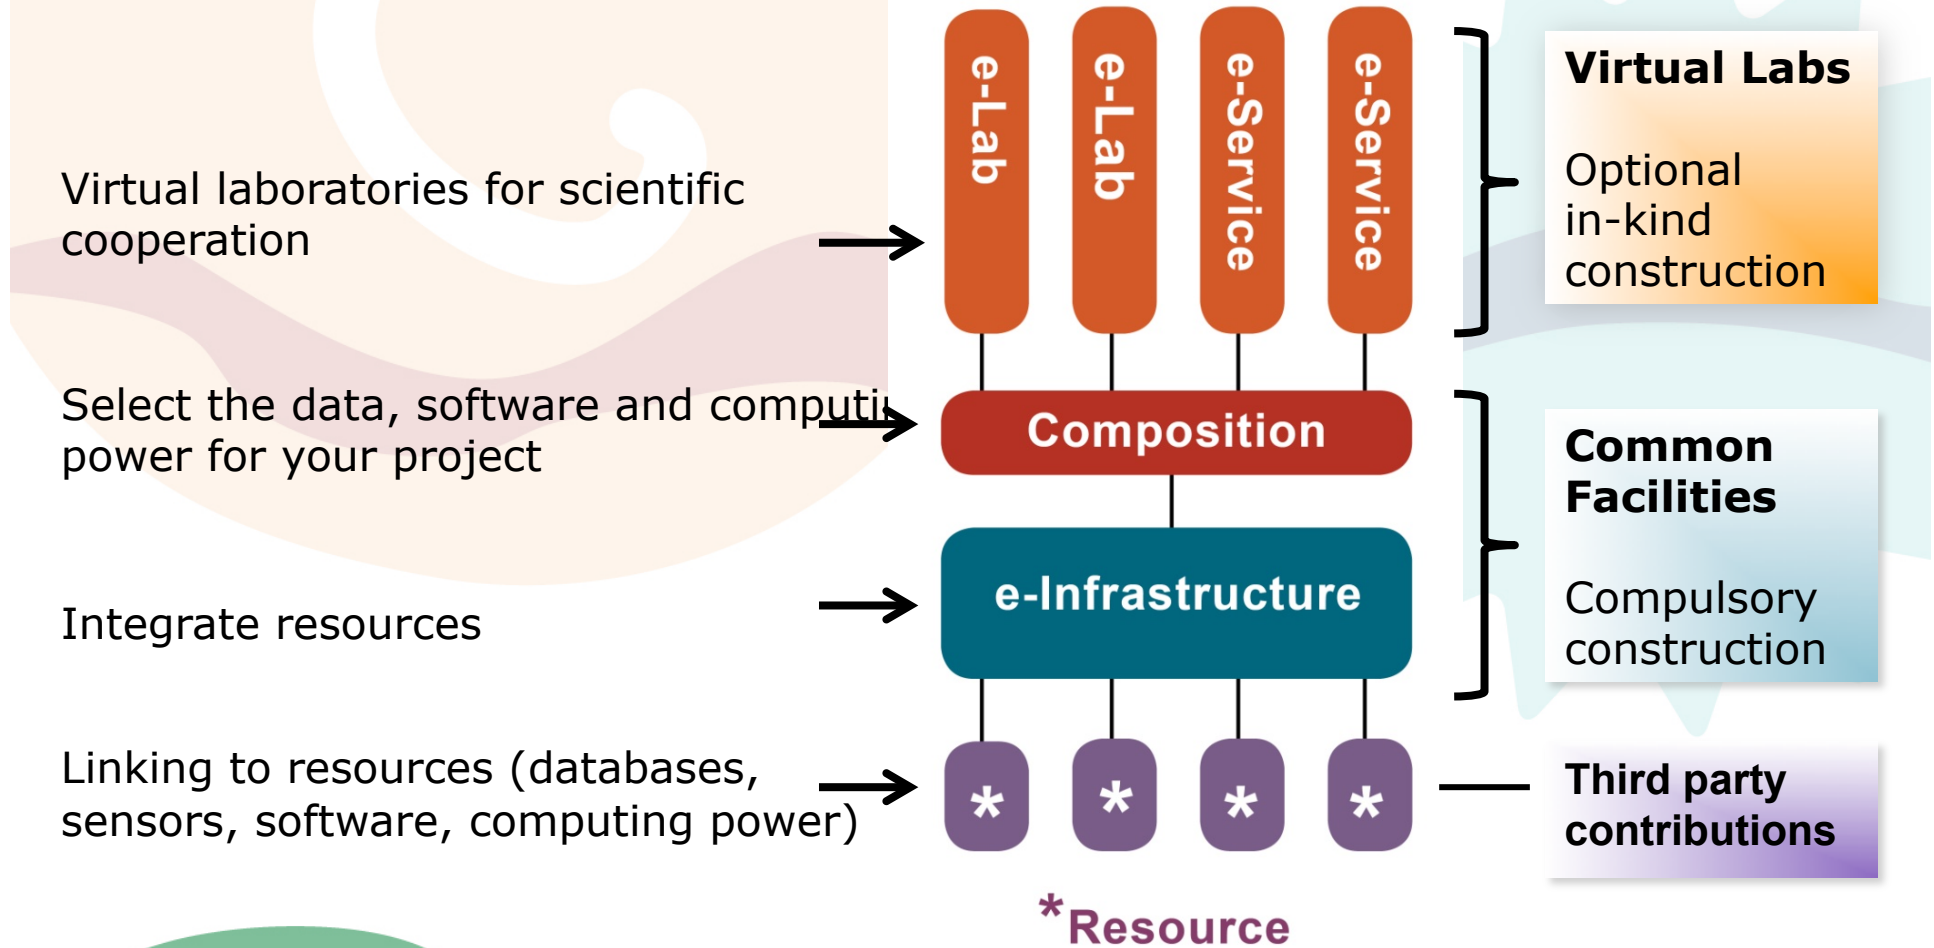 e-Lab
e-Lab
e-Service
e-Service
Virtual Labs
Optional
in-kind
construction
Virtual laboratories for scientific
cooperation
Select the data, software and
power for your project
Composition
Common
Facilities
Compulsory
construction
Integrate resources
e-Infrastructure
Linking to resources (databases,
sensors, software, computing power)
* * * *
Third party
contributions
*Resource